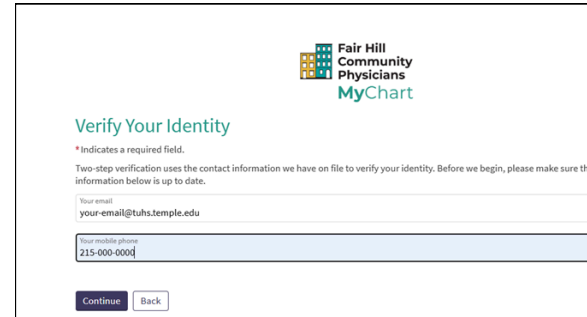 Fair Hill
Community
Physicians
MyChart
Verify Your Identity
*Indicates a required field.
Two-step verification uses the contact information we have on file to verify your identity. Before we begin, please make sure th
information below is up to date.
Your email
your-email@tuhs.temple.edu
Your mobile phone
215-000-0000
Continue Back